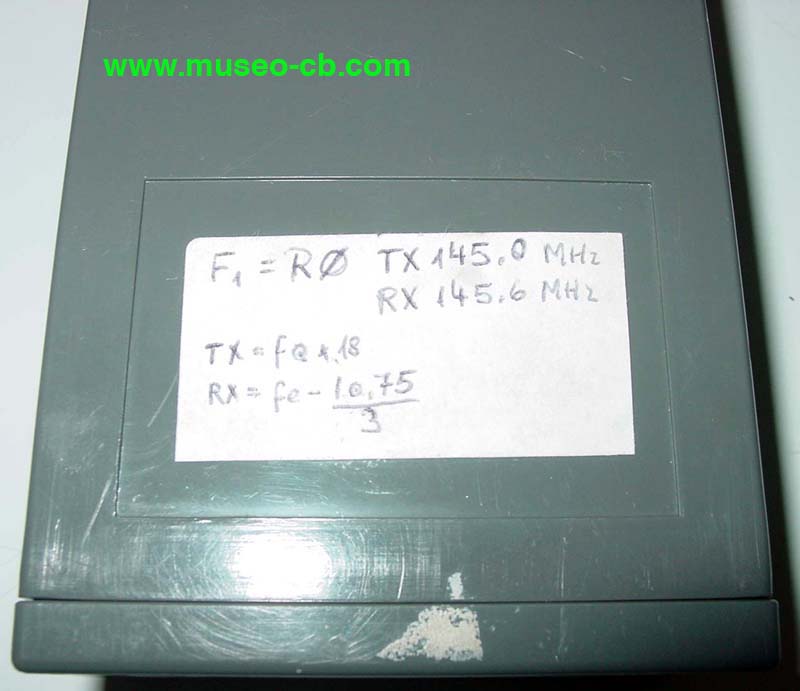 www.museo-cb.com
F1 = RØ TX 145.0 MHz
RX 145.6 MHz
TX = fe * .18
RX = fe - 10,75
3